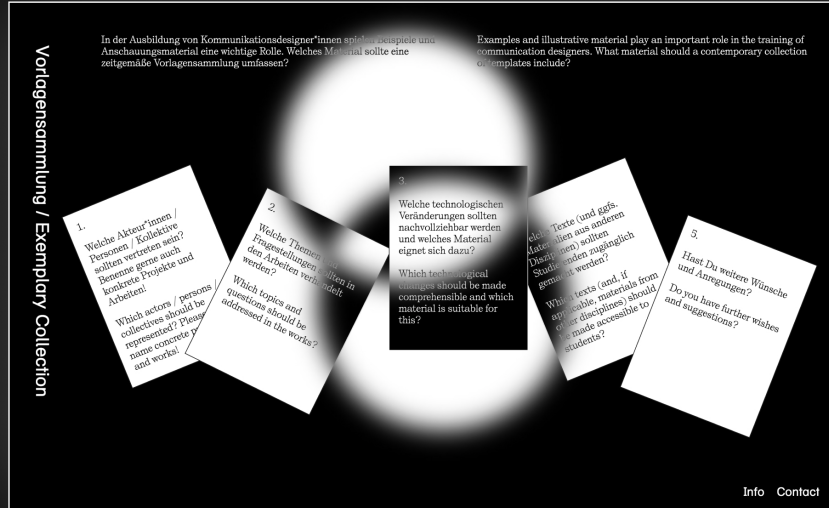 Vorlagensammlung / Exemplary Collection
In der Ausbildung von Kommunikationsdesigner*innen spielen Beispiele und
Anschauungsmaterial eine wichtige Rolle. Welches Material sollte eine
zeitgemäße Vorlagensammlung umfassen?
Examples and illustrative material play an important role in the training of
communication designers. What material should a contemporary collection
of templates include?
1.
Welche Akteur*innen /
Personen / Kollektive
sollten vertreten sein?
Benenne gerne auch
konkrete Projekte und
Arbeiten!
Which actors / persons /
collectives should be
represented? Please
name concrete
and works!
2.
Welche Themen
Fragestellungen sollten in
den Arbeiten verhandelt
werden?
Which topics and
questions should be
addressed in the works?
3.
Welche technologischen
Veränderungen sollten
nachvollziehbar werden
und welches Material
eignet sich dazu?
Which technological
changes should be made
comprehensible and which
material is suitable for
this?
Texte (und ggfs.
Materialien aus anderen
Disziplinen) sollten
Studierenden zugänglich
gemacht werden?
Which texts (and, if
applicable, materials from
other disciplines) should
be made accessible to
students?
5.
Hast Du weitere Wünsche
und Anregungen?
Do you have further wishes
and suggestions?
Info Contact